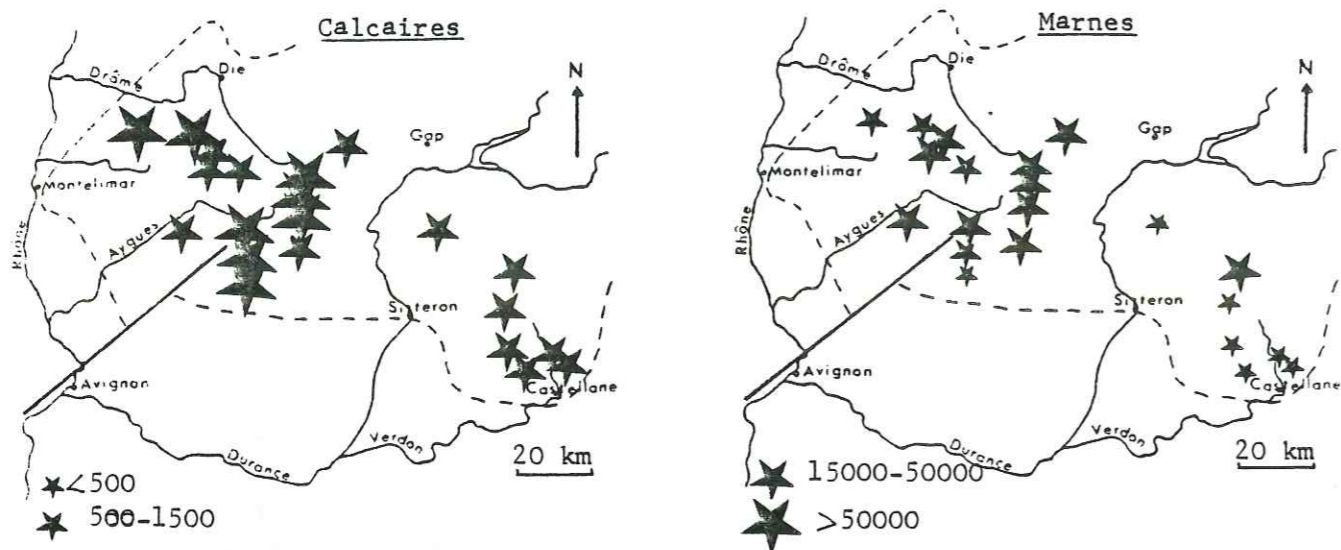 Calcaires
Drôme
Die
N
Gap
Montelimar
Rhône
Aygues
Sisteron
Avignon
Castellane
Verdon
Durance
20 km
<500
500-1500
Marnes
Drôme
Die
N
Gap
Montelimar
Rhône
Aygues
Sisteron
Avignon
Castellane
Verdon
Durance
20 km
15000-50000
>50000